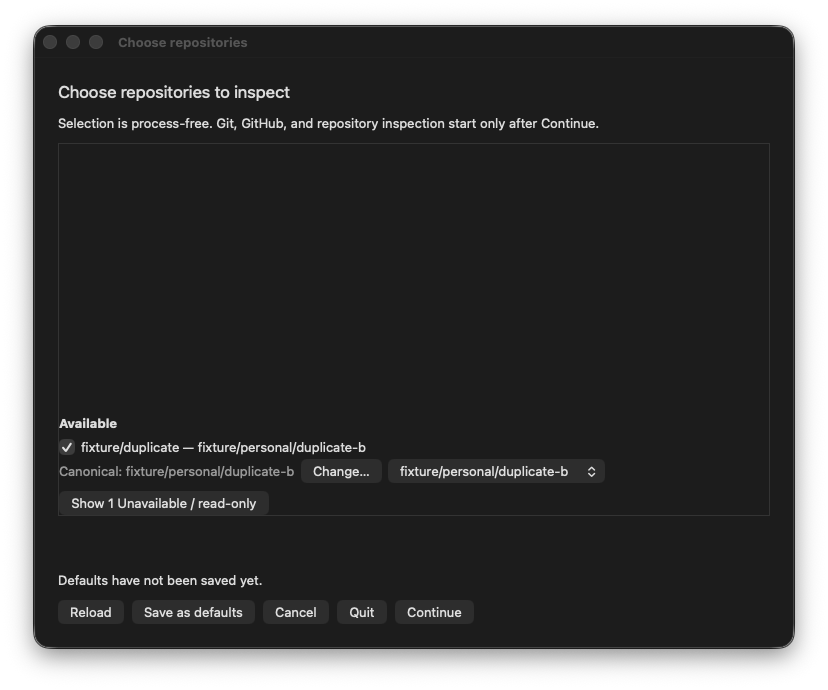 Choose repositories
Choose repositories to inspect
Selection is process-free. Git, GitHub, and repository inspection start only after Continue.
Available
fixture/duplicate — fixture/personal/duplicate-b
Canonical: fixture/personal/duplicate-b Change... fixture/personal/duplicate-b
Show 1 Unavailable / read-only
Defaults have not been saved yet.
Reload Save as defaults Cancel Quit Continue